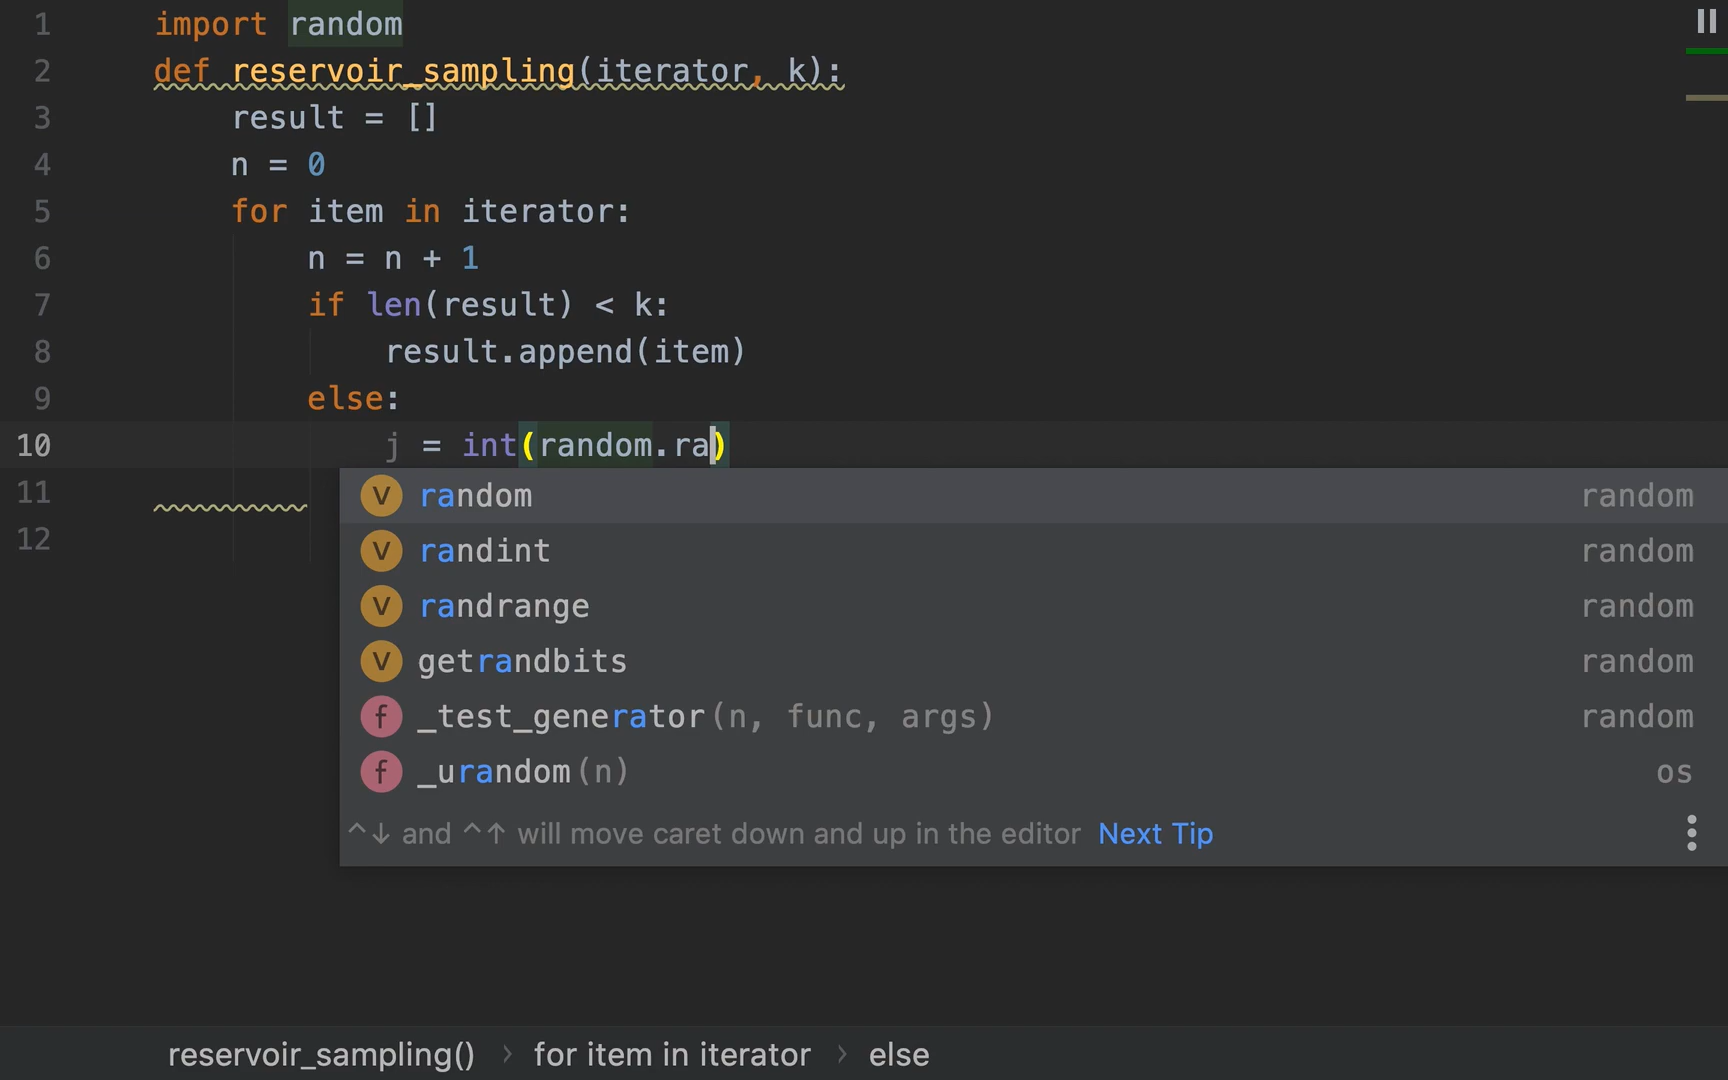 1 import random
2 def reservoir_sampling(iterator, k):
3 result = []
4 n = 0
5 for item in iterator:
6 n = n + 1
7 if len(result) < k:
8 result.append(item)
9 else:
10 j = int(random.ra)
11
12
V random random
V randint random
V randrange random
V getrandbits random
f _test_generator(n, func, args) random
f _urandom(n) os
^↓ and ^↑ will move caret down and up in the editor Next Tip
reservoir_sampling() › for item in iterator › else